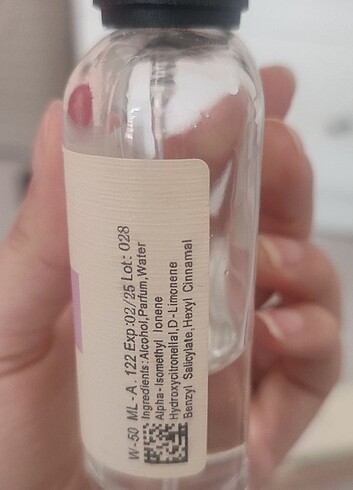 W-50 ML-A.122 Exp:02/25 Lot: 028
Ingredients:Alcohol,Parfum,Water
Alpha-Isomethyl Ionene
Hydroxycitronellal,D-Limonene
Benzyl Salicylate,Hexyl Cinnamal